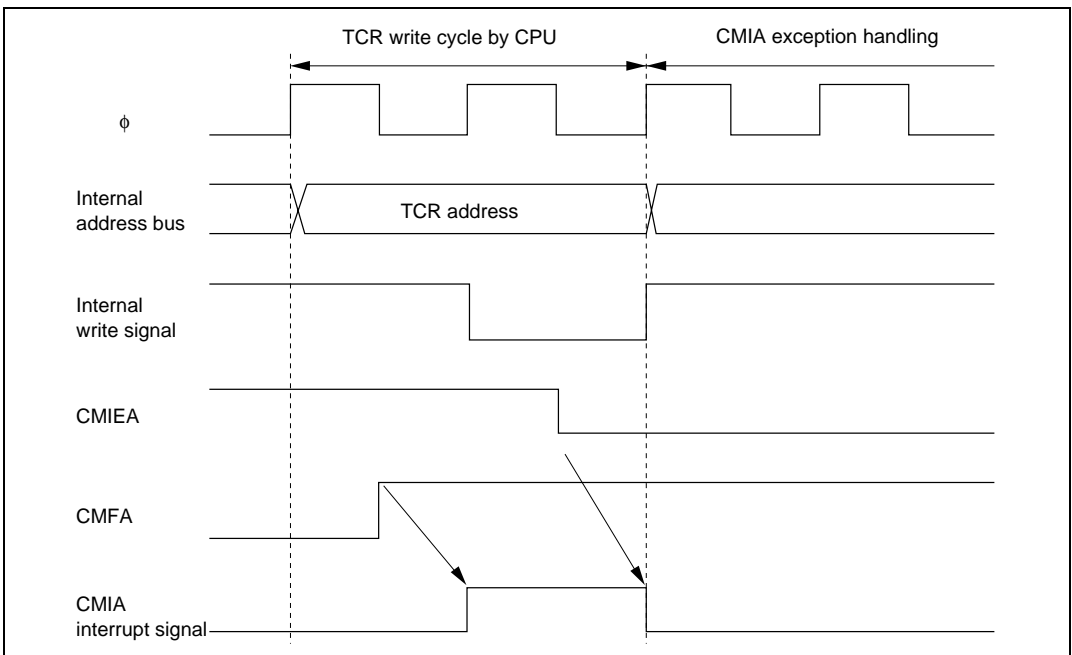 TCR write cycle by CPU
CMIA exception handling
ϕ
Internal
address bus
TCR address
Internal
write signal
CMIEA
CMFA
CMIA
interrupt signal